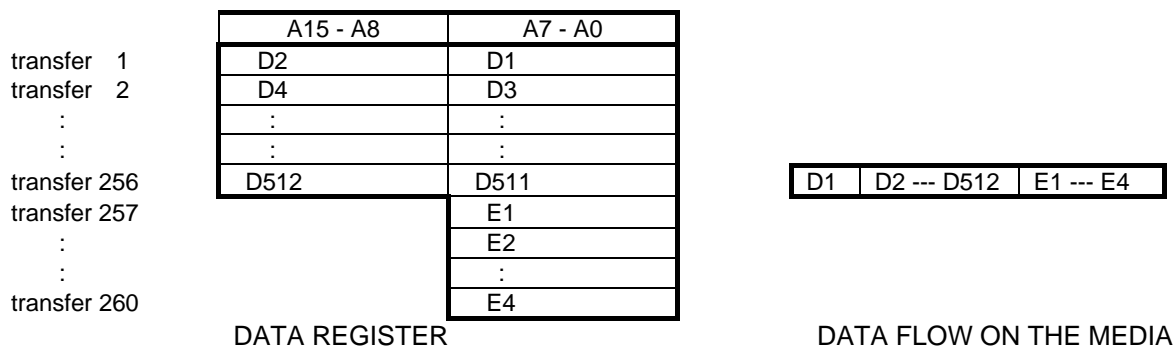 A15 - A8 A7 - A0
transfer 1 D2 D1
transfer 2 D4 D3
: : :
: : :
transfer 256 D512 D511 D1 D2 --- D512 E1 --- E4
transfer 257 E1
: E2
: :
transfer 260 E4
DATA REGISTER DATA FLOW ON THE MEDIA